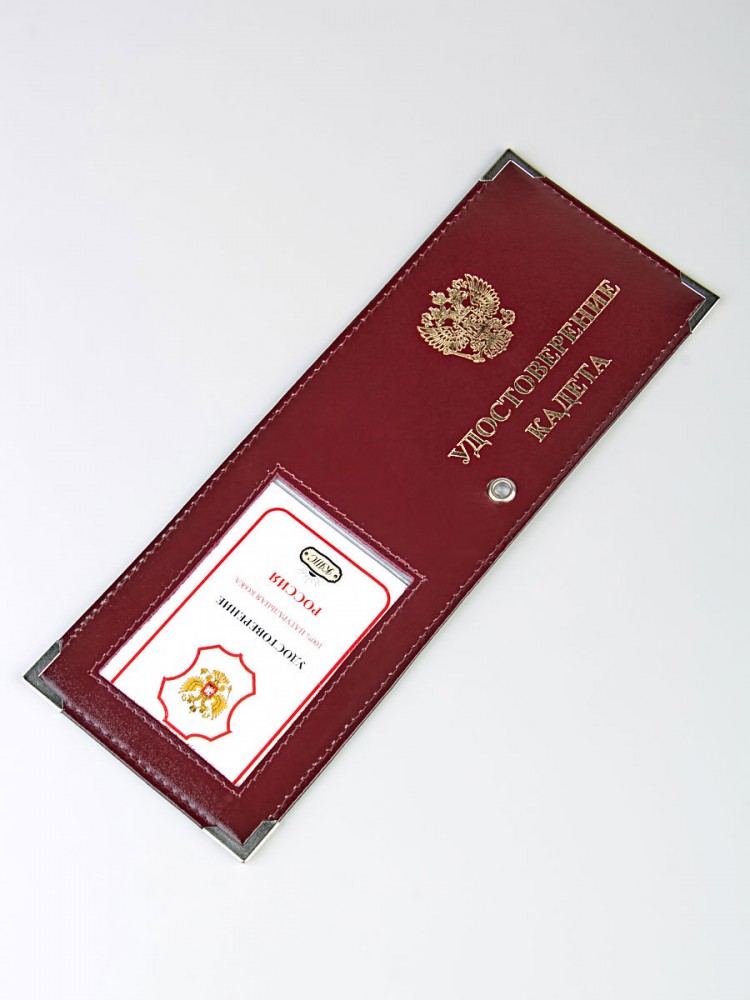 УДОСТОВЕРЕНИЕ
КАДЕТА
УДОСТОВЕРЕНИЕ
100% НАТУРАЛЬНАЯ КОЖА
РОССИЯ